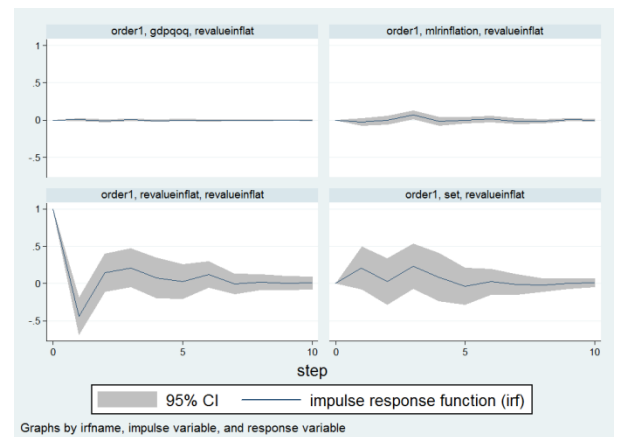 order1, gdpqoq, revalueinflat
order1, mlrinflation, revalueinflat
1
.5
0
-.5
order1, revalueinflat, revalueinflat
order1, set, revalueinflat
1
.5
0
-.5
0 5 10 0 5 10
step
95% CI impulse response function (irf)
Graphs by irfname, impulse variable, and response variable